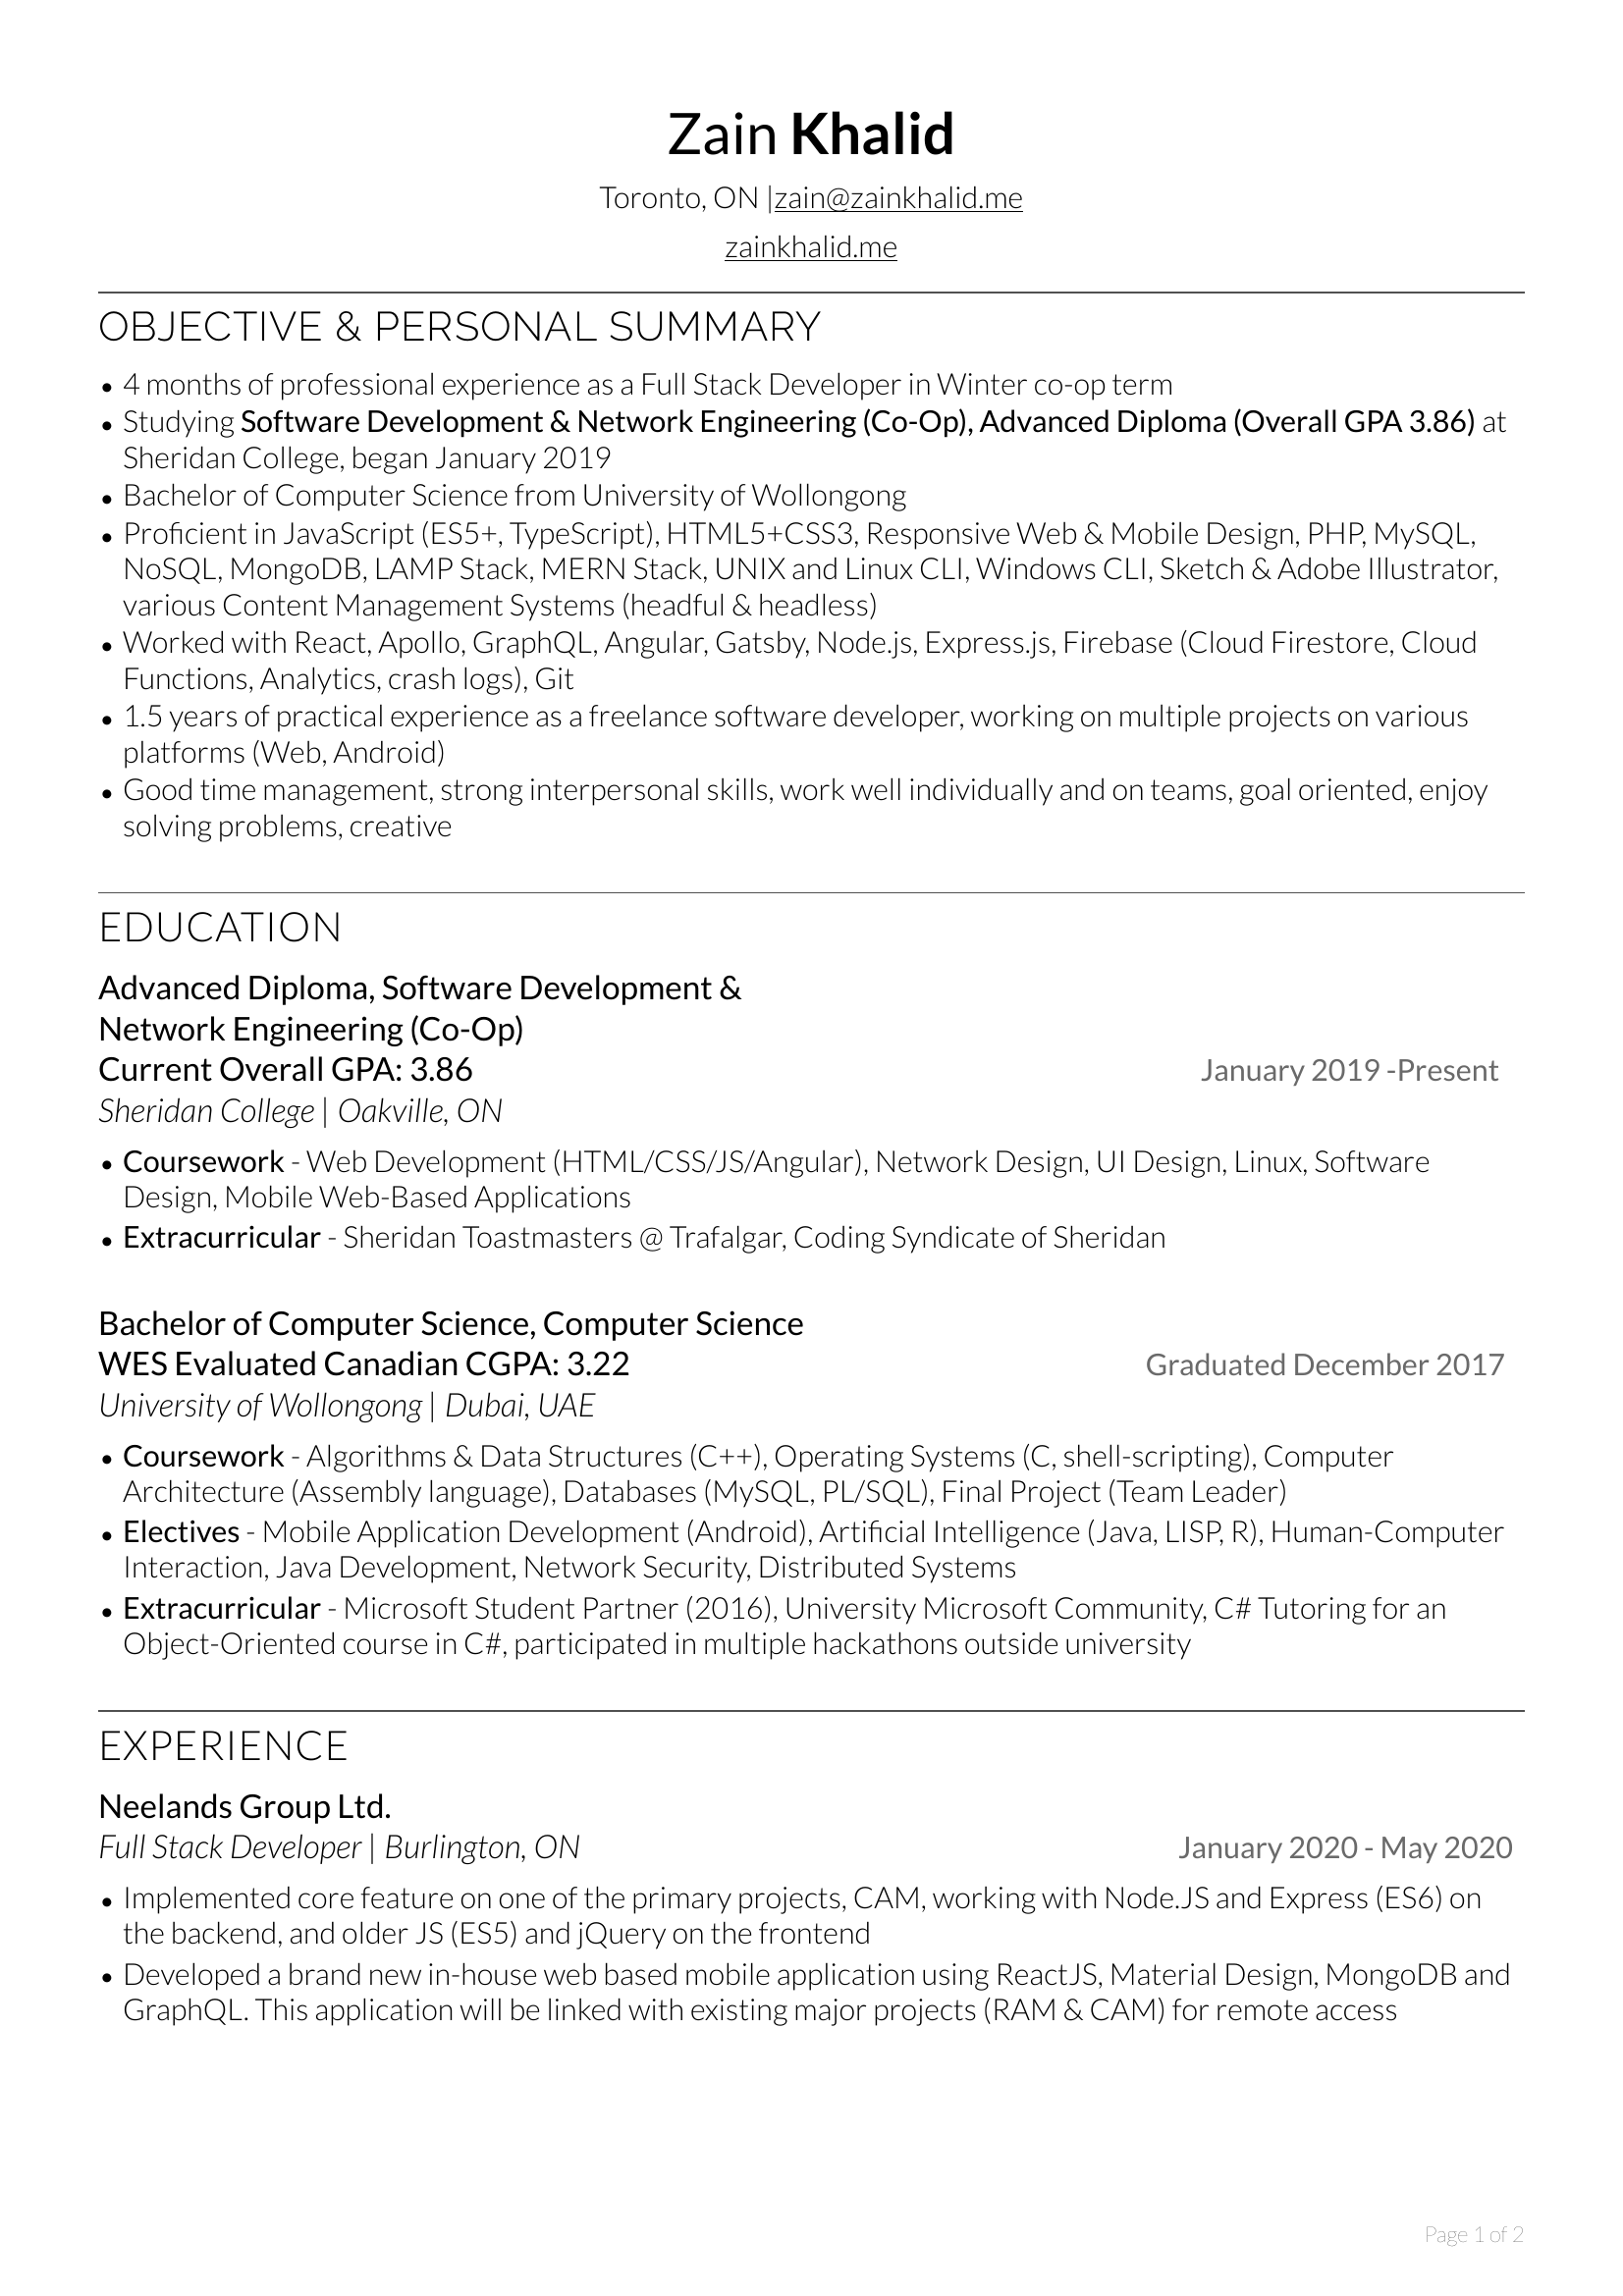 Zain Khalid
Toronto, ON |zain@zainkhalid.me
zainkhalid.me
OBJECTIVE & PERSONAL SUMMARY
• 4 months of professional experience as a Full Stack Developer in Winter co-op term
• Studying Software Development & Network Engineering (Co-Op), Advanced Diploma (Overall GPA 3.86) at
Sheridan College, began January 2019
• Bachelor of Computer Science from University of Wollongong
• Proficient in JavaScript (ES5+, TypeScript), HTML5+CSS3, Responsive Web & Mobile Design, PHP, MySQL,
NoSQL, MongoDB, LAMP Stack, MERN Stack, UNIX and Linux CLI, Windows CLI, Sketch & Adobe Illustrator,
various Content Management Systems (headful & headless)
• Worked with React, Apollo, GraphQL, Angular, Gatsby, Node.js, Express.js, Firebase (Cloud Firestore, Cloud
Functions, Analytics, crash logs), Git
• 1.5 years of practical experience as a freelance software developer, working on multiple projects on various
platforms (Web, Android)
• Good time management, strong interpersonal skills, work well individually and on teams, goal oriented, enjoy
solving problems, creative
EDUCATION
Advanced Diploma, Software Development &
Network Engineering (Co-Op)
Current Overall GPA: 3.86 January 2019 -Present
Sheridan College | Oakville, ON
• Coursework - Web Development (HTML/CSS/JS/Angular), Network Design, UI Design, Linux, Software
Design, Mobile Web-Based Applications
• Extracurricular - Sheridan Toastmasters @ Trafalgar, Coding Syndicate of Sheridan
Bachelor of Computer Science, Computer Science
WES Evaluated Canadian CGPA: 3.22 Graduated December 2017
University of Wollongong | Dubai, UAE
• Coursework - Algorithms & Data Structures (C++), Operating Systems (C, shell-scripting), Computer
Architecture (Assembly language), Databases (MySQL, PL/SQL), Final Project (Team Leader)
• Electives - Mobile Application Development (Android), Artificial Intelligence (Java, LISP, R), Human-Computer
Interaction, Java Development, Network Security, Distributed Systems
• Extracurricular - Microsoft Student Partner (2016), University Microsoft Community, C# Tutoring for an
Object-Oriented course in C#, participated in multiple hackathons outside university
EXPERIENCE
Neelands Group Ltd.
Full Stack Developer | Burlington, ON January 2020 - May 2020
• Implemented core feature on one of the primary projects, CAM, working with Node.JS and Express (ES6) on
the backend, and older JS (ES5) and jQuery on the frontend
• Developed a brand new in-house web based mobile application using ReactJS, Material Design, MongoDB and
GraphQL. This application will be linked with existing major projects (RAM & CAM) for remote access
Page 1 of 2